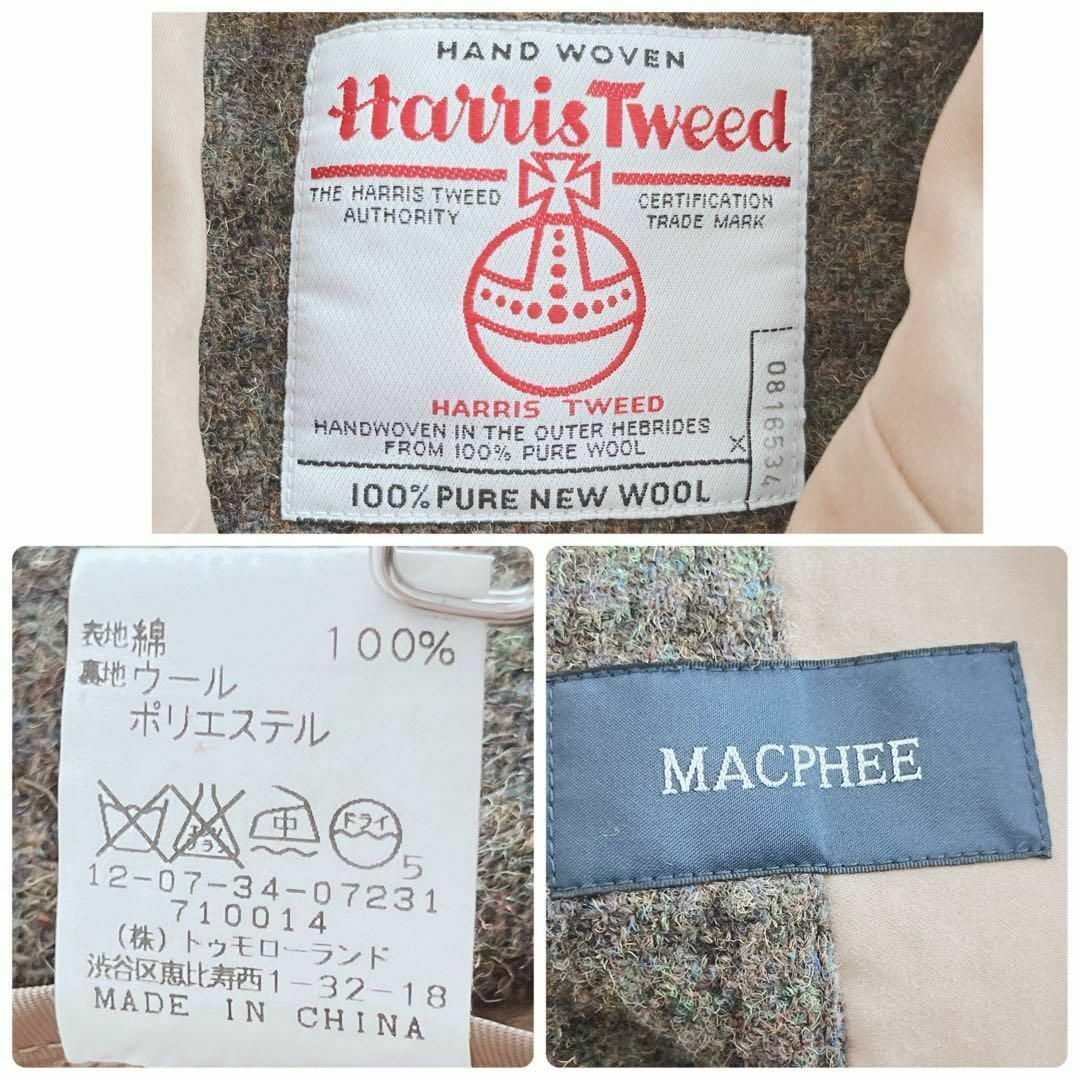 HAND WOVEN
Harris Tweed
THE HARRIS TWEED
AUTHORITY
CERTIFICATION
TRADE MARK
HARRIS TWEED
HANDWOVEN IN THE OUTER HEBRIDES
FROM 100% PURE WOOL
X
0816534
100% PURE NEW WOOL
表地 綿 100%
裏地 ウール
ポリエステル
中
ドライ
5
12-07-34-07231
710014
(株)トゥモローランド
渋谷区恵比寿西1-32-18
MADE IN CHINA
MACPHEE